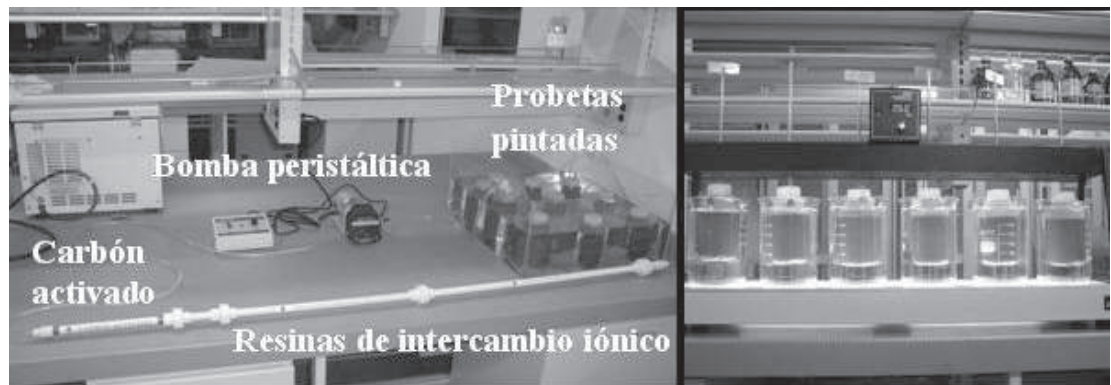 Probetas
pintadas
Bomba peristáltica
Carbón
activado
Resinas de intercambio iónico